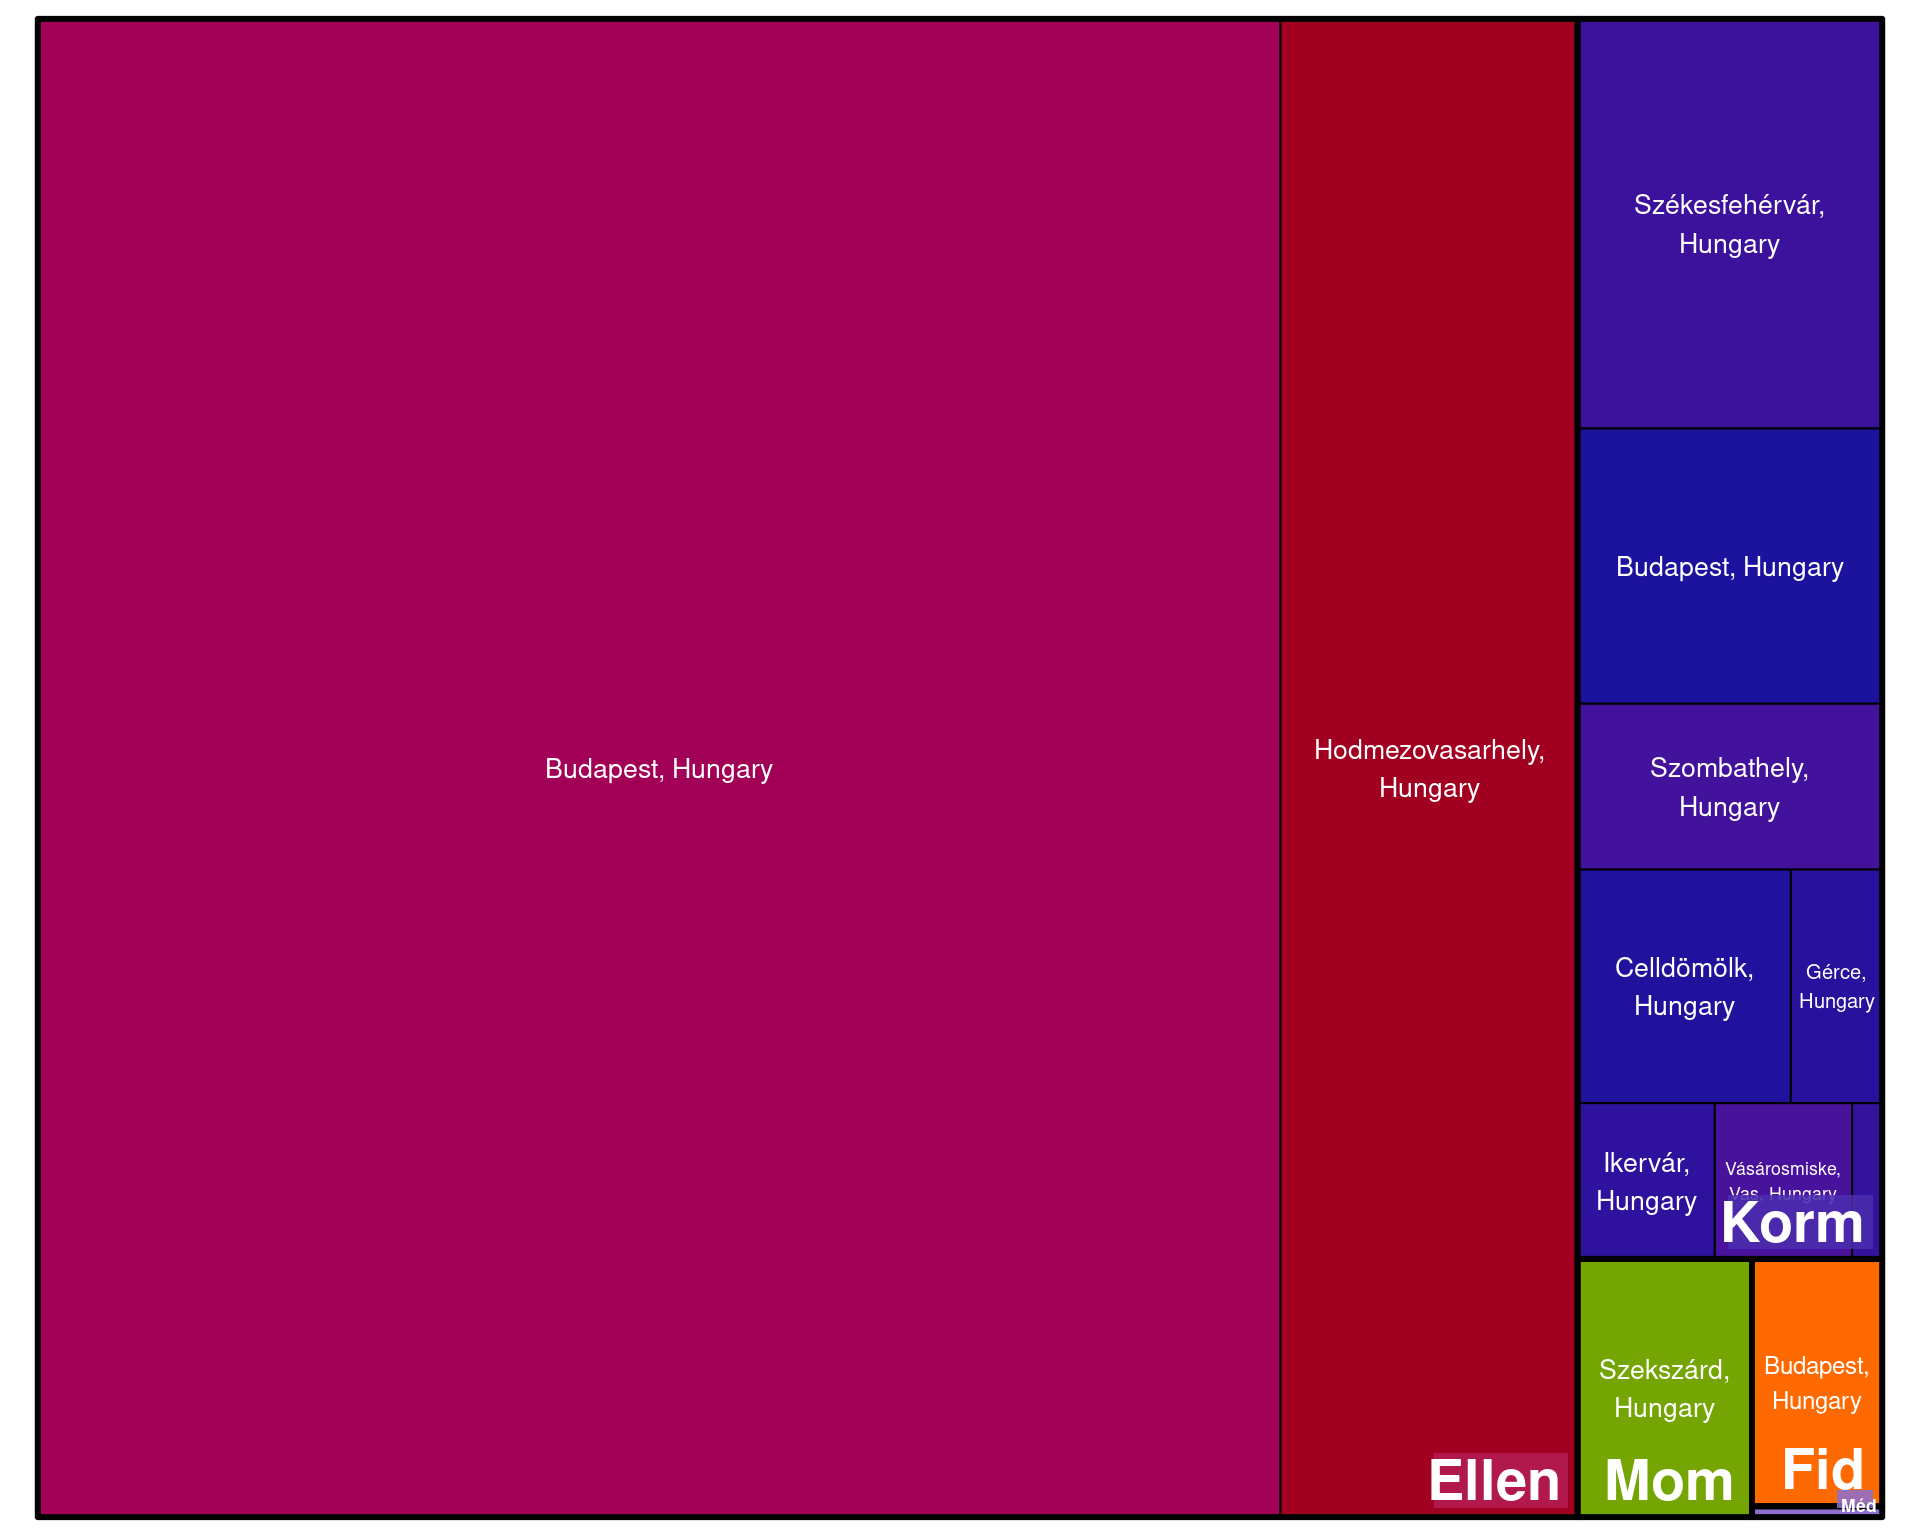 Székesfehérvár,
Hungary
Budapest, Hungary
Szombathely,
Hungary
Budapest, Hungary
Hodmezovasarhely,
Hungary
Celldömölk,
Hungary
Gérce,
Hungary
Ikervár,
Hungary
Vásárosmiske,
Vas, Hungary
Korm
Szekszárd,
Hungary
Budapest,
Hungary
Ellen
Mom
Fid
Méd